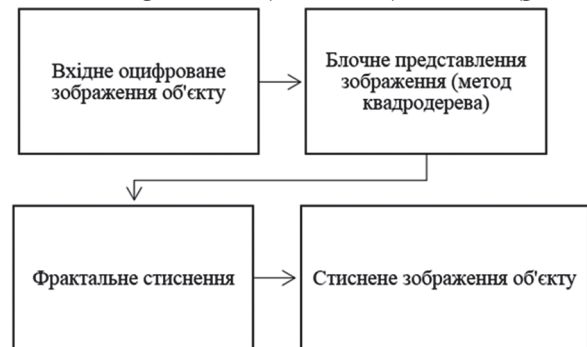 Вхідне оцифроване
зображення об'єкту
Блочне представлення
зображення (метод
квадродерева)
Фрактальне стиснення
Стиснене зображення об'єкту